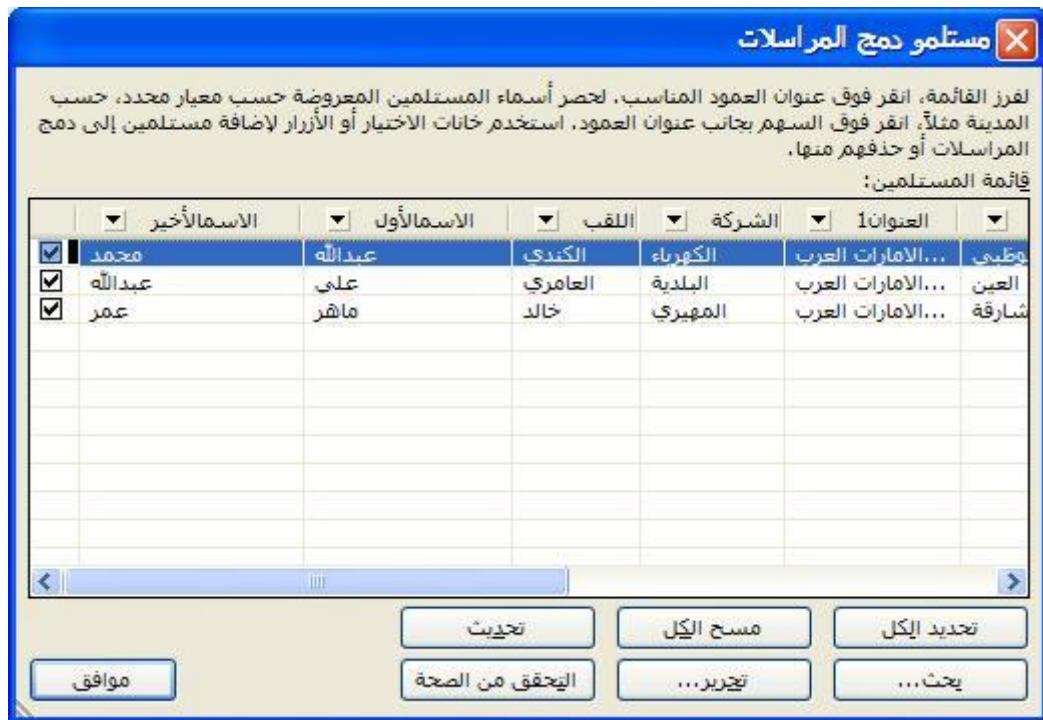 مستلمو دمج المراسلات
لفرز القائمة، انقر فوق عنوان العمود المناسب. لحصر أسماء المستلمين المعروضة حسب معيار محدد، حسب
المدينة مثلاً، انقر فوق السهم بجانب عنوان العمود. استخدم خانات الاختيار أو الأزرار لإضافة مستلمين إلى دمج
المراسلات أو حذفهم منها.
قائمة المستلمين:
الاسمالأخير الاسمالأول اللقب الشركة العنوان1
محمد عبدالله الكندي الكهرباء الامارات العرب... وظبي
عبدالله علي العامري البلدية الامارات العرب... العين
عمر ماهر خالد المهيري الامارات العرب... شارقة
تحديد الكل مسح الكل تحديث
بحث... تحرير... التحقق من الصحة موافق